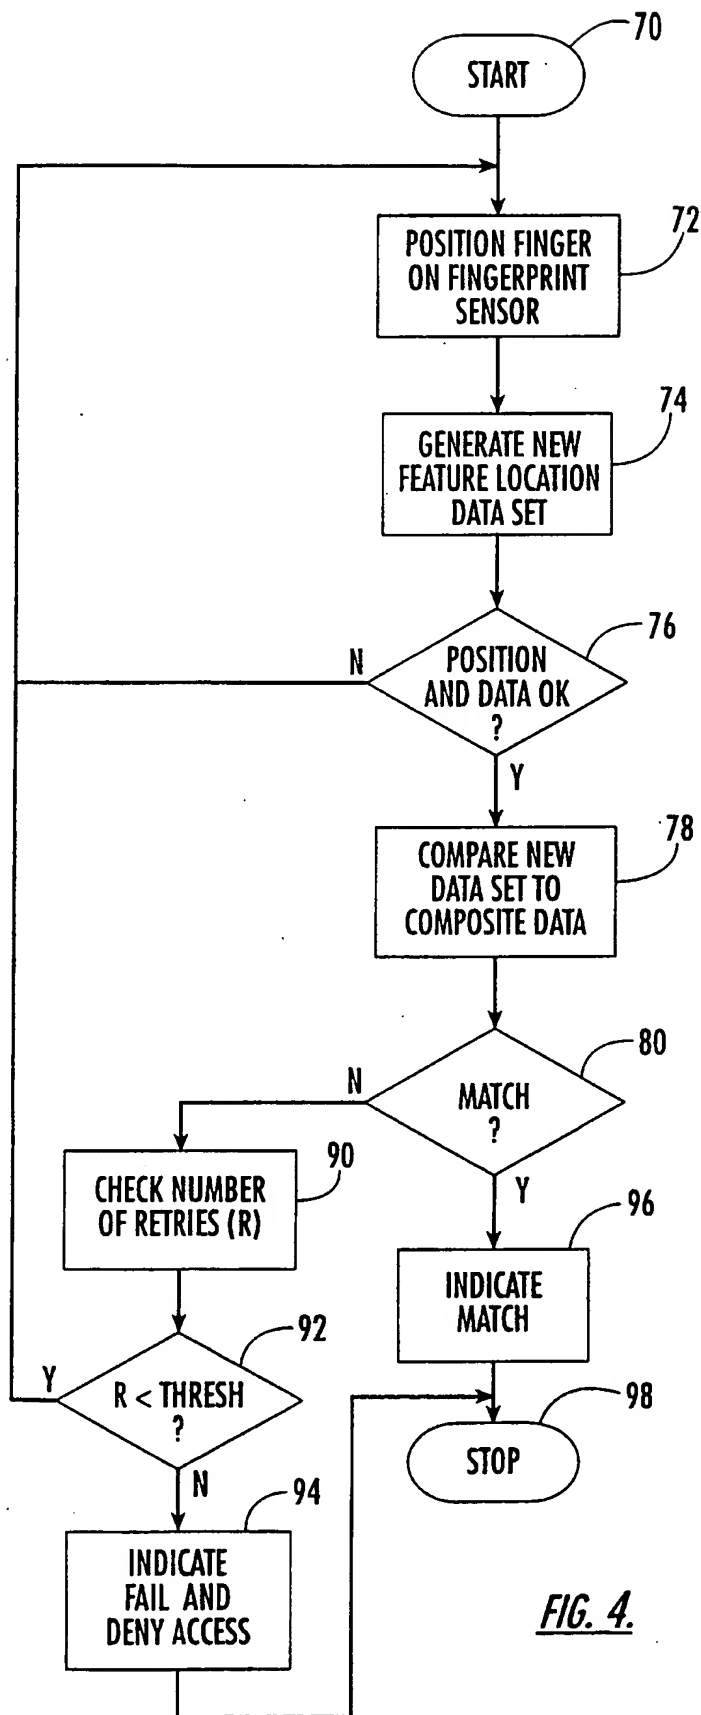 70
START
72
POSITION FINGER
ON FINGERPRINT
SENSOR
74
GENERATE NEW
FEATURE LOCATION
DATA SET
76
N
POSITION
AND DATA OK
?
Y
78
COMPARE NEW
DATA SET TO
COMPOSITE DATA
80
N
MATCH
?
Y
90
CHECK NUMBER
OF RETRIES (R)
96
INDICATE
MATCH
92
Y
R < THRESH
?
N
98
STOP
94
INDICATE
FAIL AND
DENY ACCESS
FIG. 4.